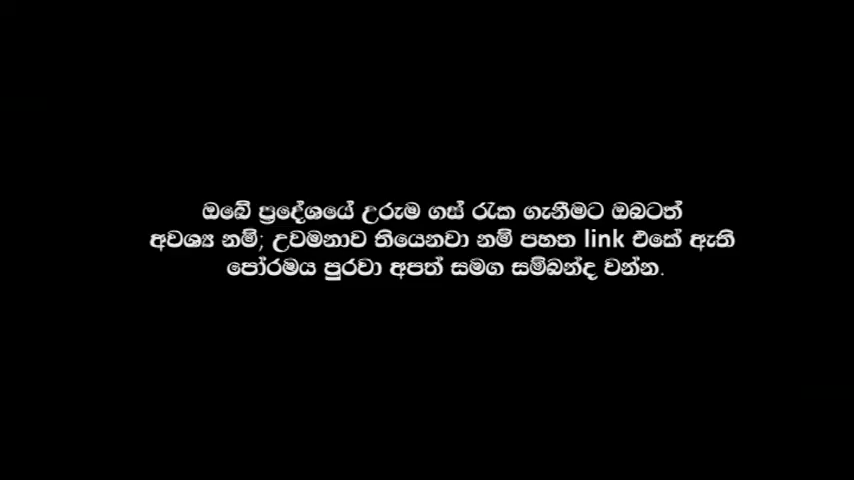 ඔබේ ප්‍රදේශයේ උරුම ගස් රැක ගැනීමට ඔබටත්
අවශ්‍ය නම්; උවමනාව තියෙනවා නම් පහත link එකේ ඇති
පෝරමය පුරවා අපත් සමග සම්බන්ද වන්න.